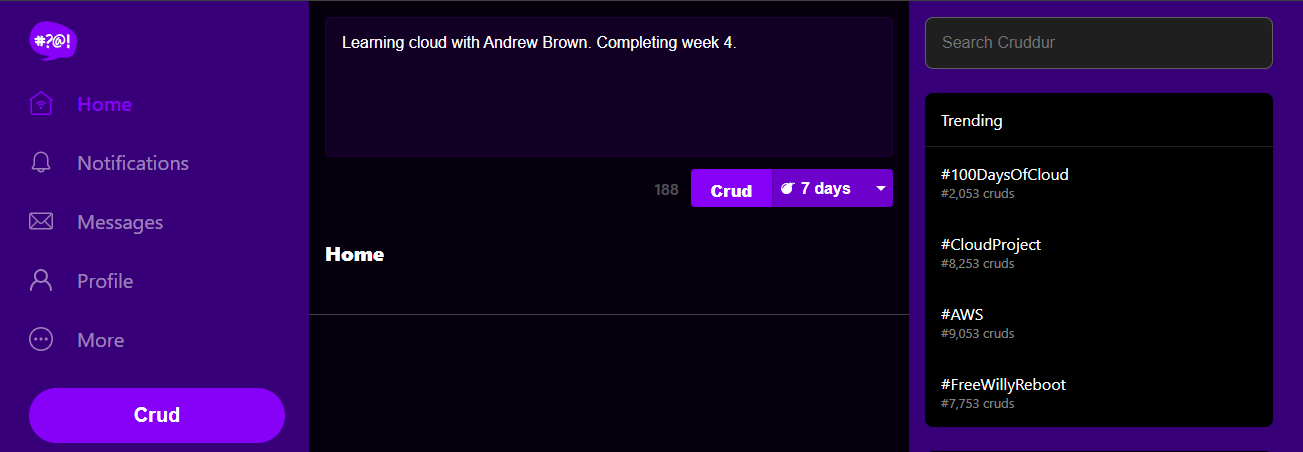 #?@!
Home
Notifications
Messages
Profile
More
Crud
Learning cloud with Andrew Brown. Completing week 4.
188
Crud
7 days
Home
Search Cruddur
Trending
#100DaysOfCloud
#2,053 cruds
#CloudProject
#8,253 cruds
#AWS
#9,053 cruds
#FreeWillyReboot
#7,753 cruds